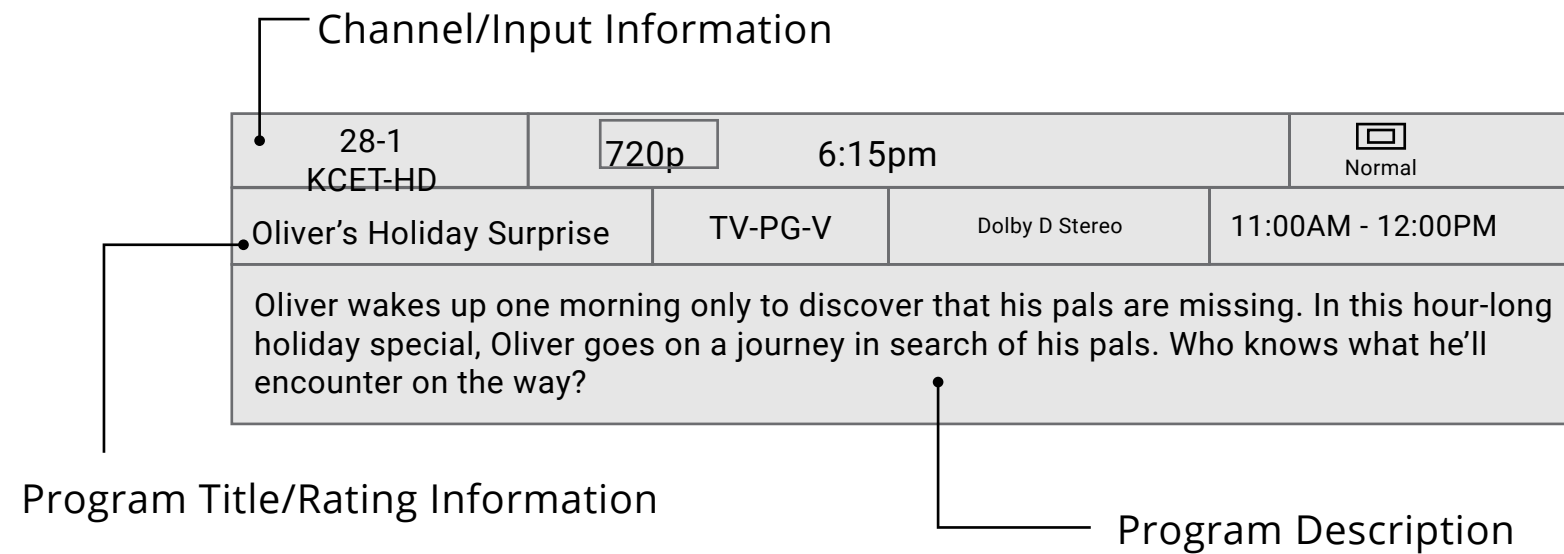 Channel/Input Information
28-1
KCET-HD
720p
6:15pm
Normal
Oliver’s Holiday Surprise
TV-PG-V
Dolby D Stereo
11:00AM - 12:00PM
Oliver wakes up one morning only to discover that his pals are missing. In this hour-long
holiday special, Oliver goes on a journey in search of his pals. Who knows what he’ll
encounter on the way?
Program Title/Rating Information
Program Description